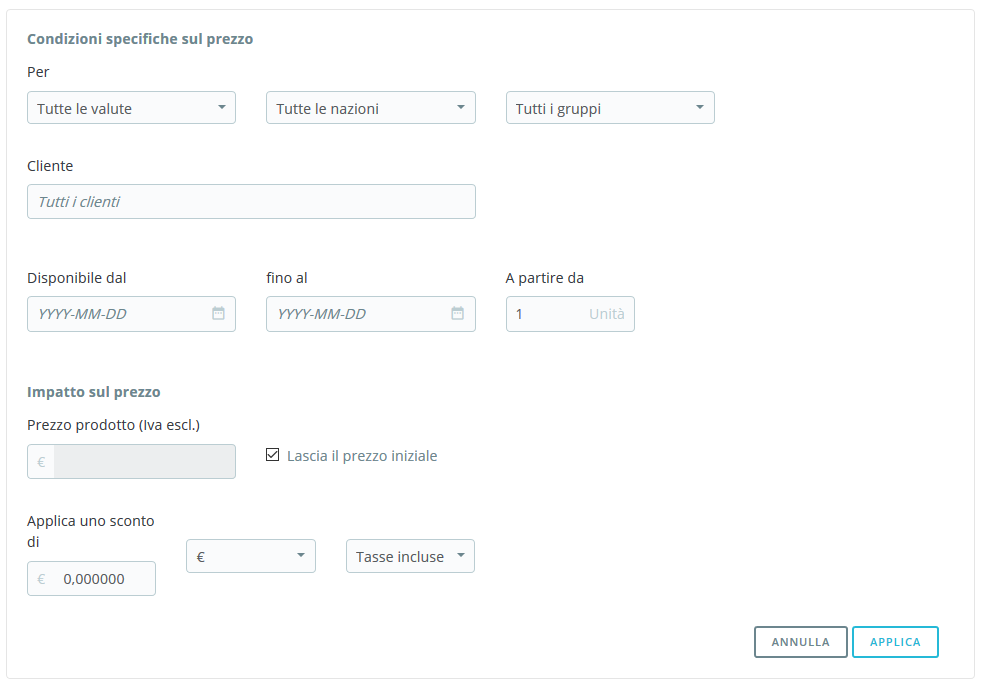 Condizioni specifiche sul prezzo
Per
Tutte le valute
Tutte le nazioni
Tutti i gruppi
Cliente
Tutti i clienti
Disponibile dal
fino al
A partire da
YYYY-MM-DD
YYYY-MM-DD
1 Unità
Impatto sul prezzo
Prezzo prodotto (Iva escl.)
€
Lascia il prezzo iniziale
Applica uno sconto
di
€ 0,000000
€
Tasse incluse
ANNULLA
APPLICA